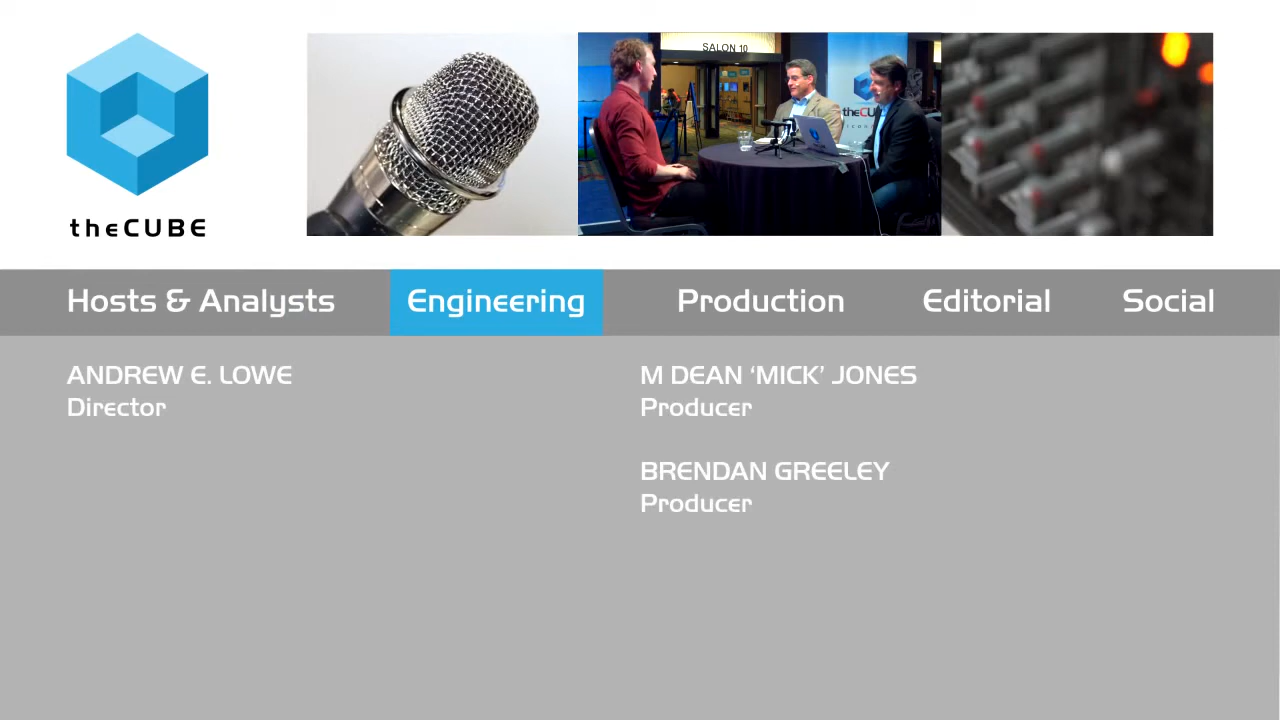 theCUBE
SALON 10
theCU
Hosts & Analysts
Engineering
Production
Editorial
Social
ANDREW E. LOWE
Director
M DEAN ‘MICK’ JONES
Producer
BRENDAN GREELEY
Producer